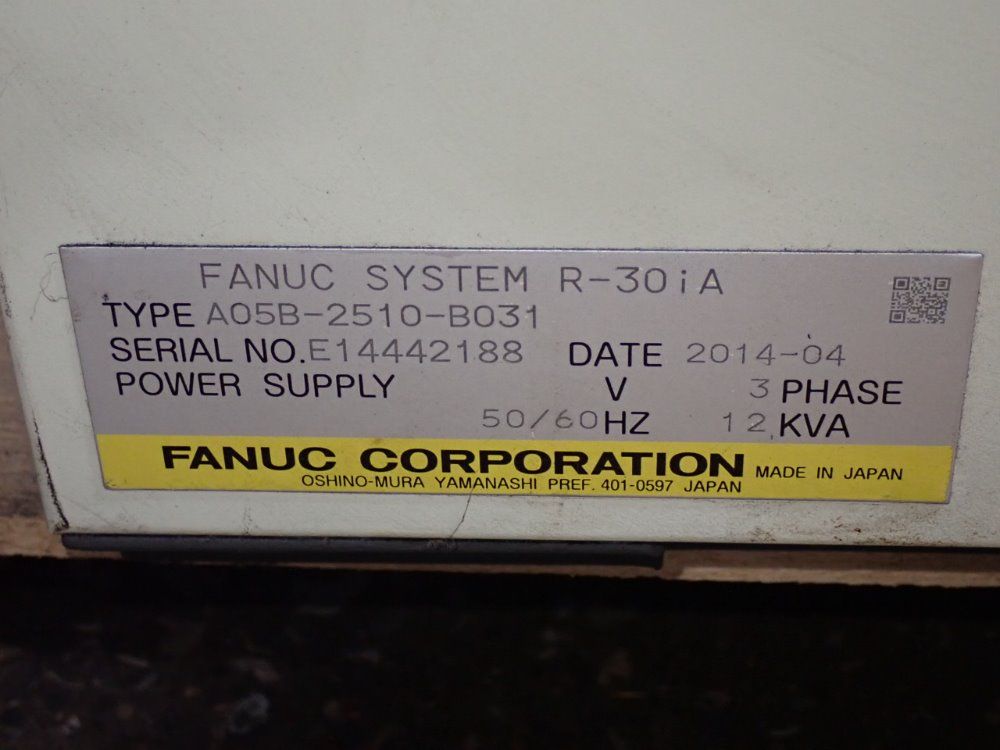 FANUC SYSTEM R-30iA
TYPE A05B-2510-B031
SERIAL NO. E14442188 DATE 2014-04
POWER SUPPLY V 3 PHASE
50/60 HZ 12 KVA
FANUC CORPORATION MADE IN JAPAN
OSHINO-MURA YAMANASHI PREF. 401-0597 JAPAN